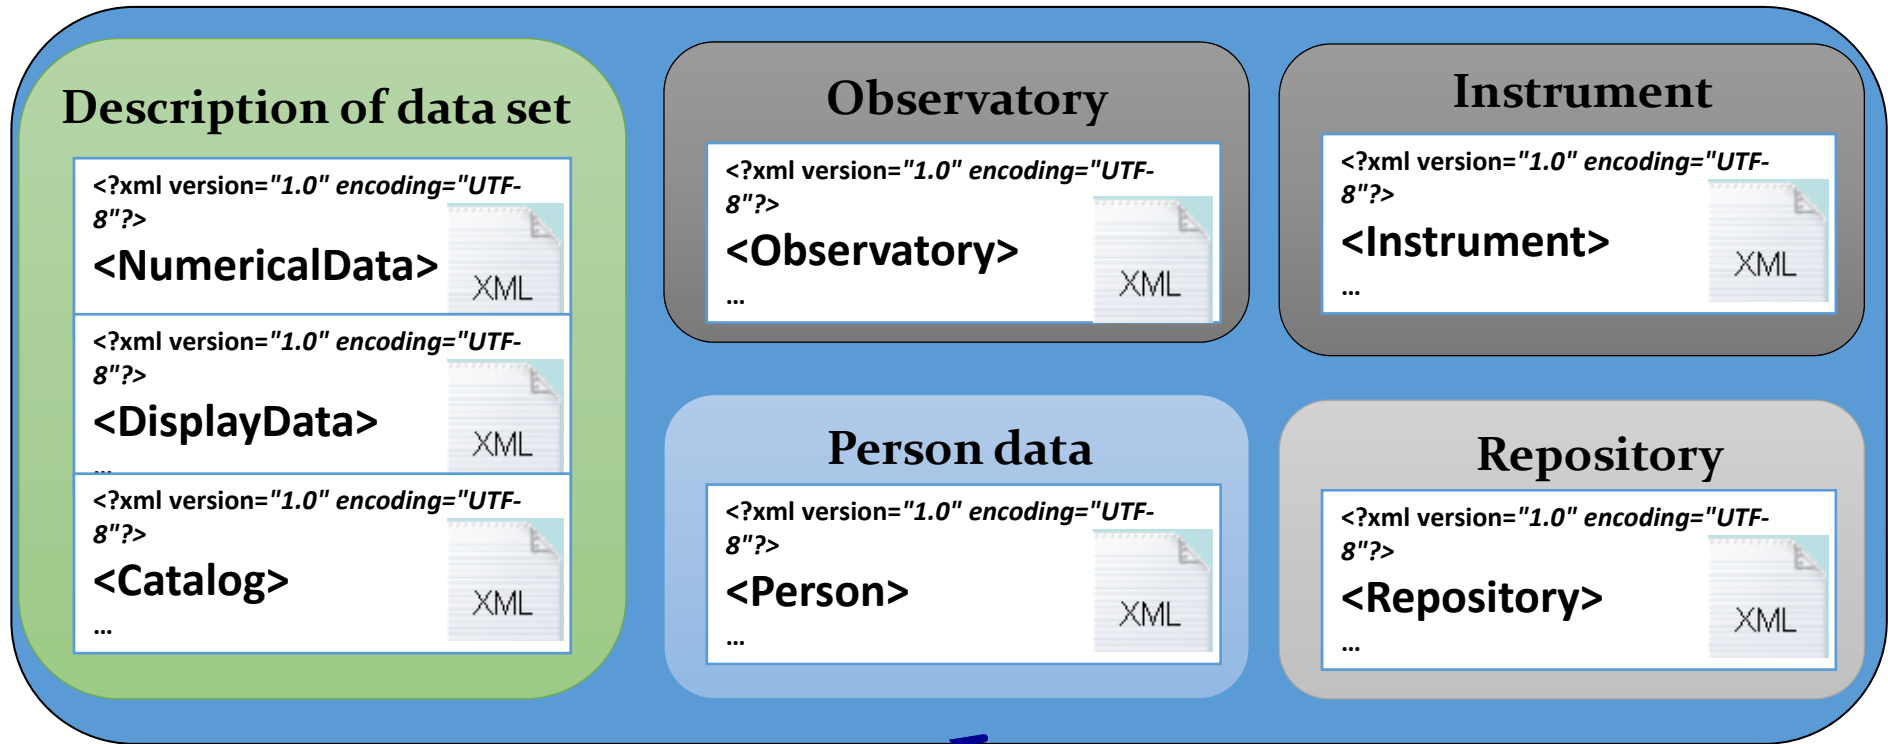 Description of data set
<?xml version="1.0" encoding="UTF-
8"?>
<NumericalData>
XML
<?xml version="1.0" encoding="UTF-
8"?>
<DisplayData>
XML
...
<?xml version="1.0" encoding="UTF-
8"?>
<Catalog>
XML
...
Observatory
<?xml version="1.0" encoding="UTF-
8"?>
<Observatory>
XML
...
Instrument
<?xml version="1.0" encoding="UTF-
8"?>
<Instrument>
XML
...
Person data
<?xml version="1.0" encoding="UTF-
8"?>
<Person>
XML
...
Repository
<?xml version="1.0" encoding="UTF-
8"?>
<Repository>
XML
...